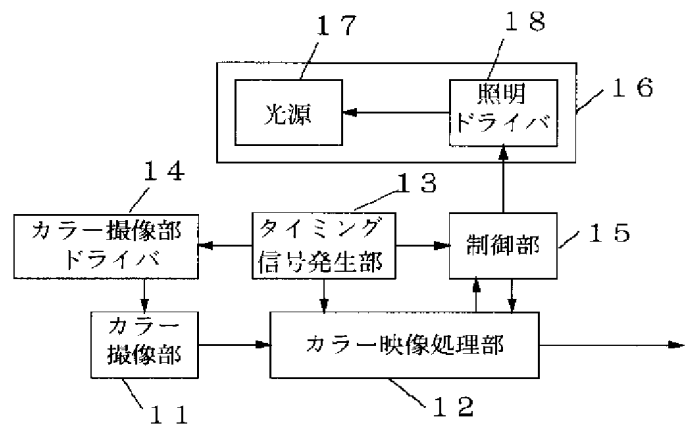 17
18
光源
照明
ドライバ
16
14
13
カラー撮像部
ドライバ
タイミング
信号発生部
制御部
15
カラー
撮像部
カラー映像処理部
11
12